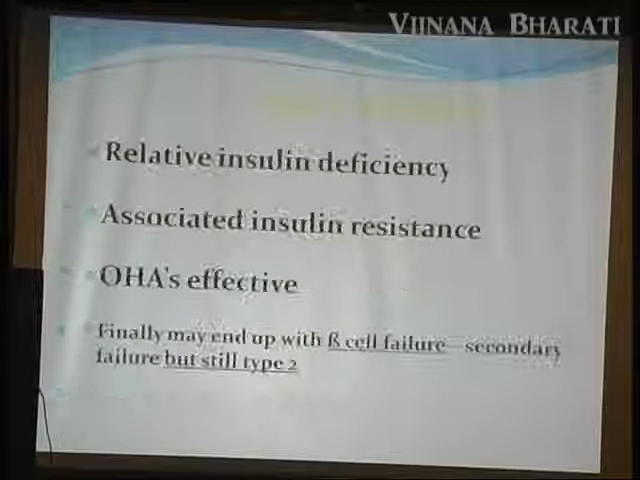 VIJNANA BHARATI
Relative insulin deficiency
Associated insulin resistance
OHA's effective
Finally may end up with ß cell failure secondary
failure but still type 2